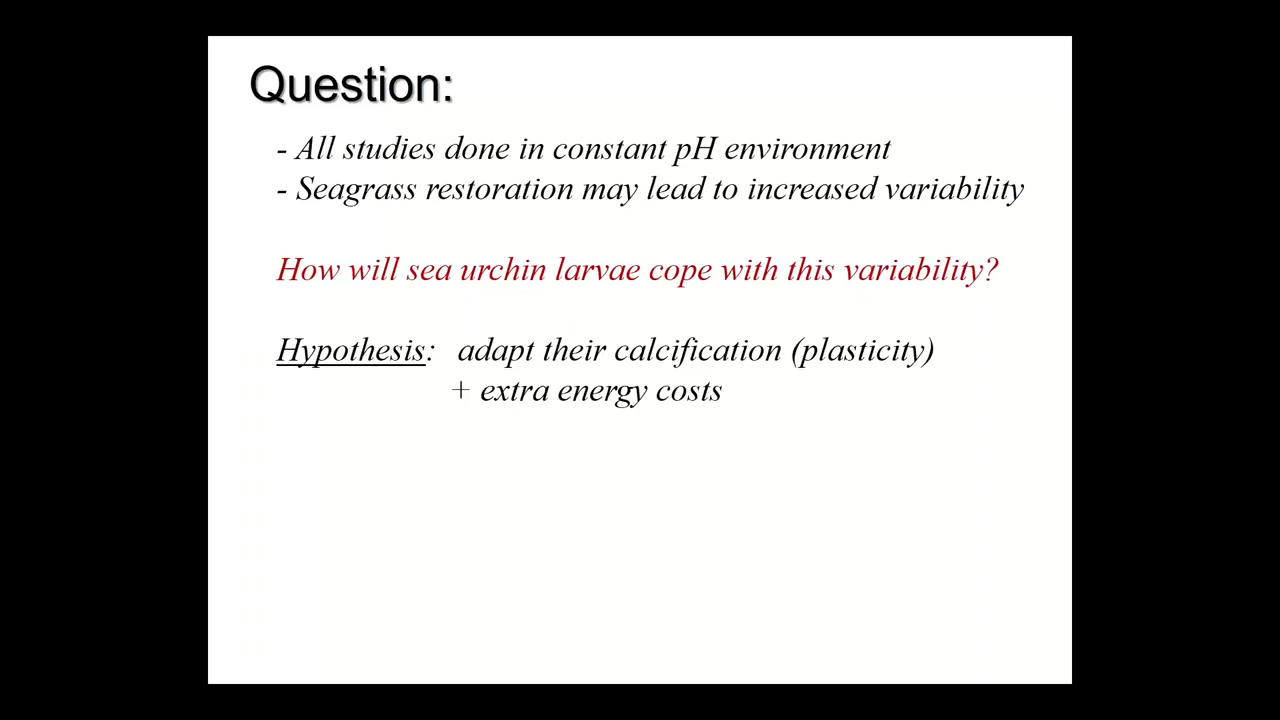 Question:
- All studies done in constant pH environment
- Seagrass restoration may lead to increased variability
How will sea urchin larvae cope with this variability?
Hypothesis: adapt their calcification (plasticity)
+ extra energy costs